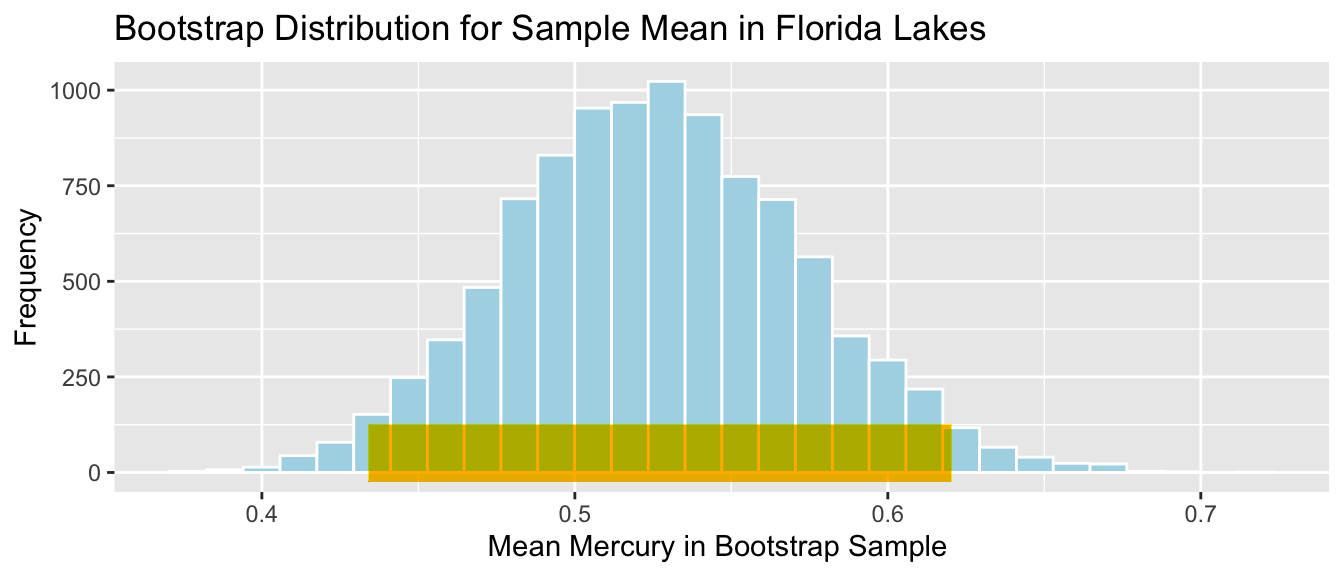 Bootstrap Distribution for Sample Mean in Florida Lakes
1000
750
500
250
0
Frequency
0.4 0.5 0.6 0.7
Mean Mercury in Bootstrap Sample